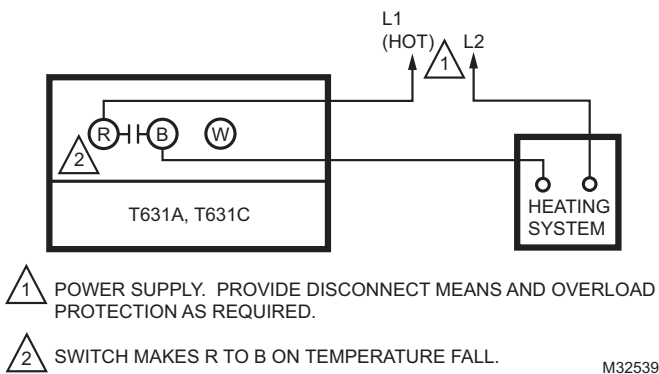 L1
(HOT)
1
L2
R
B
W
2
T631A, T631C
HEATING
SYSTEM
1 POWER SUPPLY. PROVIDE DISCONNECT MEANS AND OVERLOAD
PROTECTION AS REQUIRED.
2 SWITCH MAKES R TO B ON TEMPERATURE FALL.
M32539